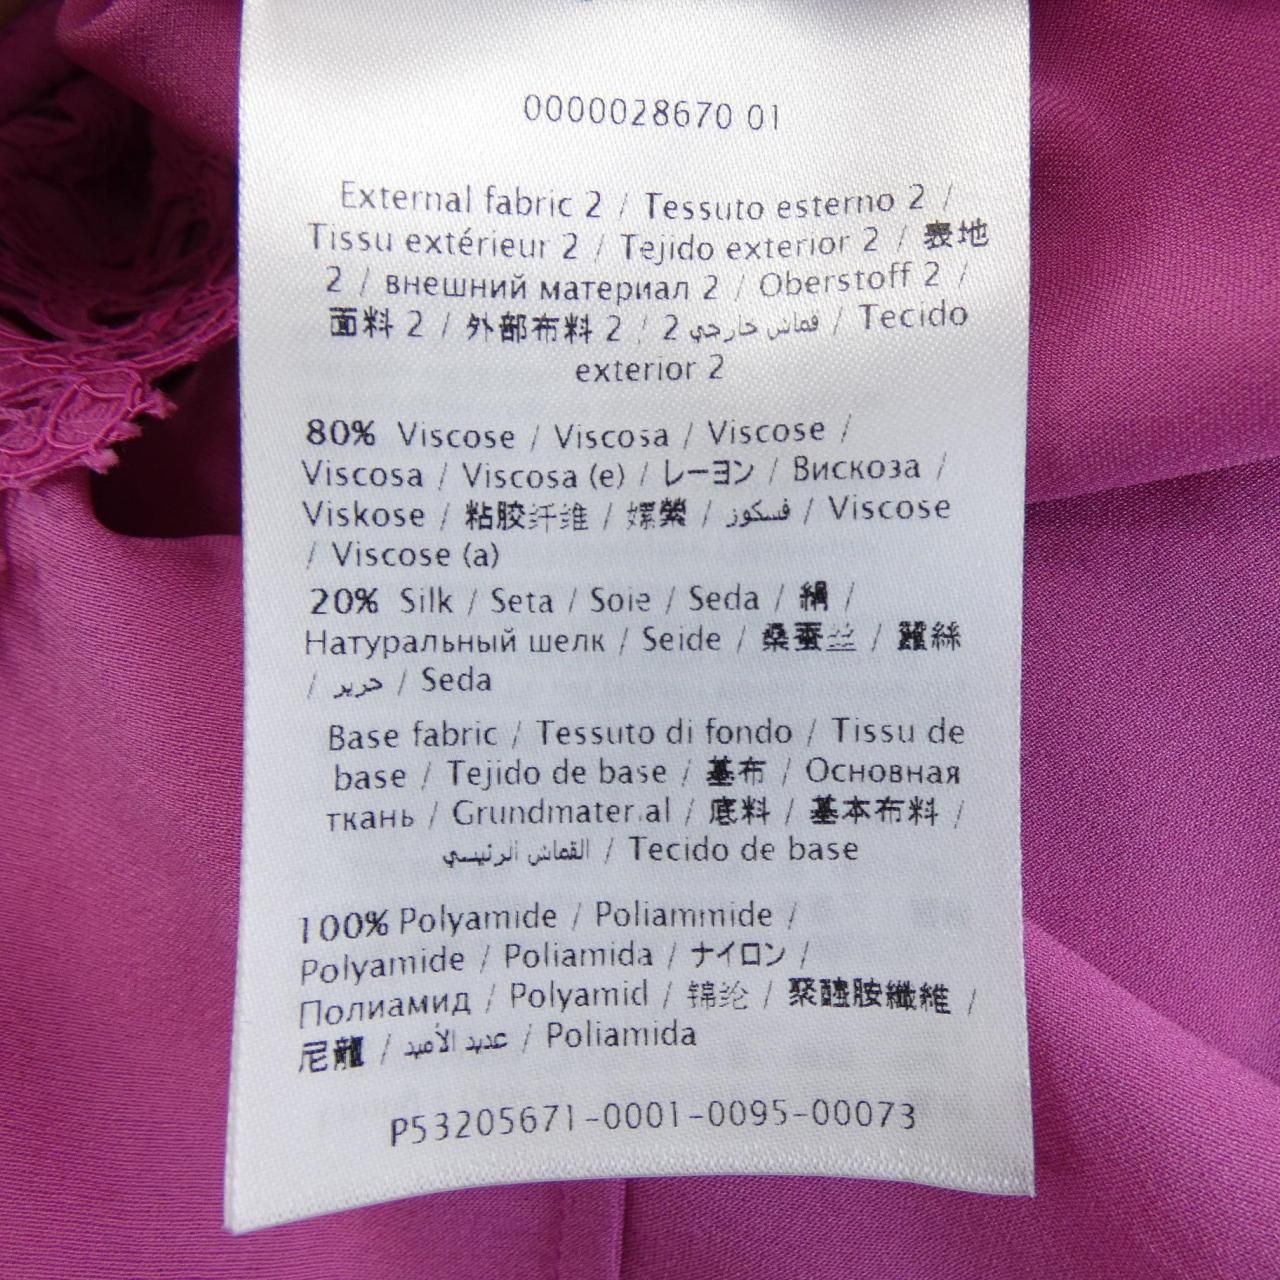 0000028670 01
External fabric 2 / Tessuto esterno 2 /
Tissu extérieur 2 / Tejido exterior 2 / 表地
2 / внешний материал 2 / Oberstoff 2 /
面料 2 / 外部布料 2 / قماش خارجي 2 / Tecido
exterior 2
80% Viscose / Viscosa / Viscose /
Viscosa / Viscosa (e) / レーヨン / Вискоза /
Viskose / 粘胶纤维 / 嫘縈 / فسكوز / Viscose
/ Viscose (a)
20% Silk / Seta / Soie / Seda / 絹 /
Натуральный шелк / Seide / 桑蚕丝 / 蠶絲
/ حرير / Seda
Base fabric / Tessuto di fondo / Tissu de
base / Tejido de base / 基布 / Основная
ткань / Grundmaterial / 底料 / 基本布料 /
القماش الرئيسي / Tecido de base
100% Polyamide / Poliammide /
Polyamide / Poliamida / ナイロン /
Полиамид / Polyamid / 锦纶 / 聚醯胺纖維 /
尼龍 / عديد الأميد / Poliamida
P53205671-0001-0095-00073